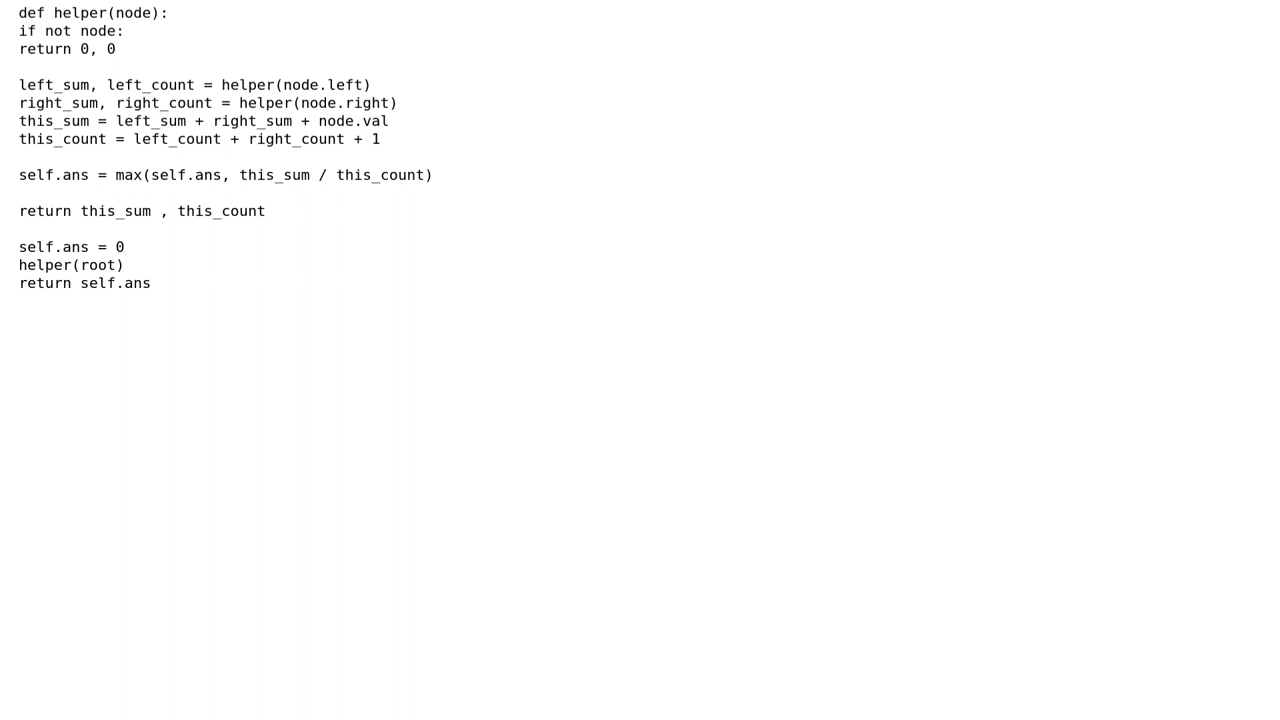 def helper(node):
if not node:
return 0, 0

left_sum, left_count = helper(node.left)
right_sum, right_count = helper(node.right)
this_sum = left_sum + right_sum + node.val
this_count = left_count + right_count + 1

self.ans = max(self.ans, this_sum / this_count)

return this_sum , this_count

self.ans = 0
helper(root)
return self.ans